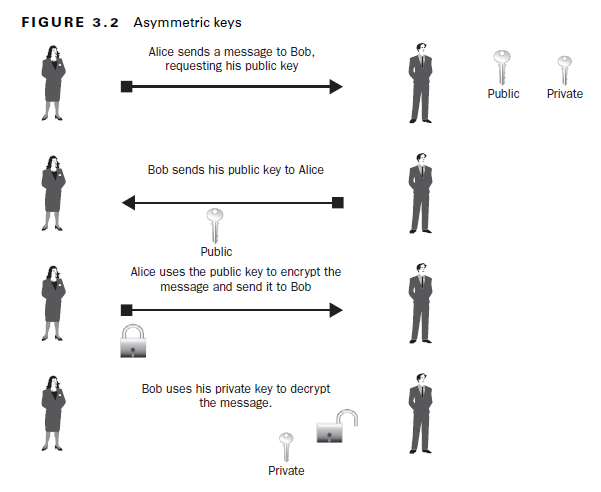 FIGURE 3.2 Asymmetric keys
Alice sends a message to Bob,
requesting his public key
Public
Private
Bob sends his public key to Alice
Public
Alice uses the public key to encrypt the
message and send it to Bob
Bob uses his private key to decrypt
the message.
Private